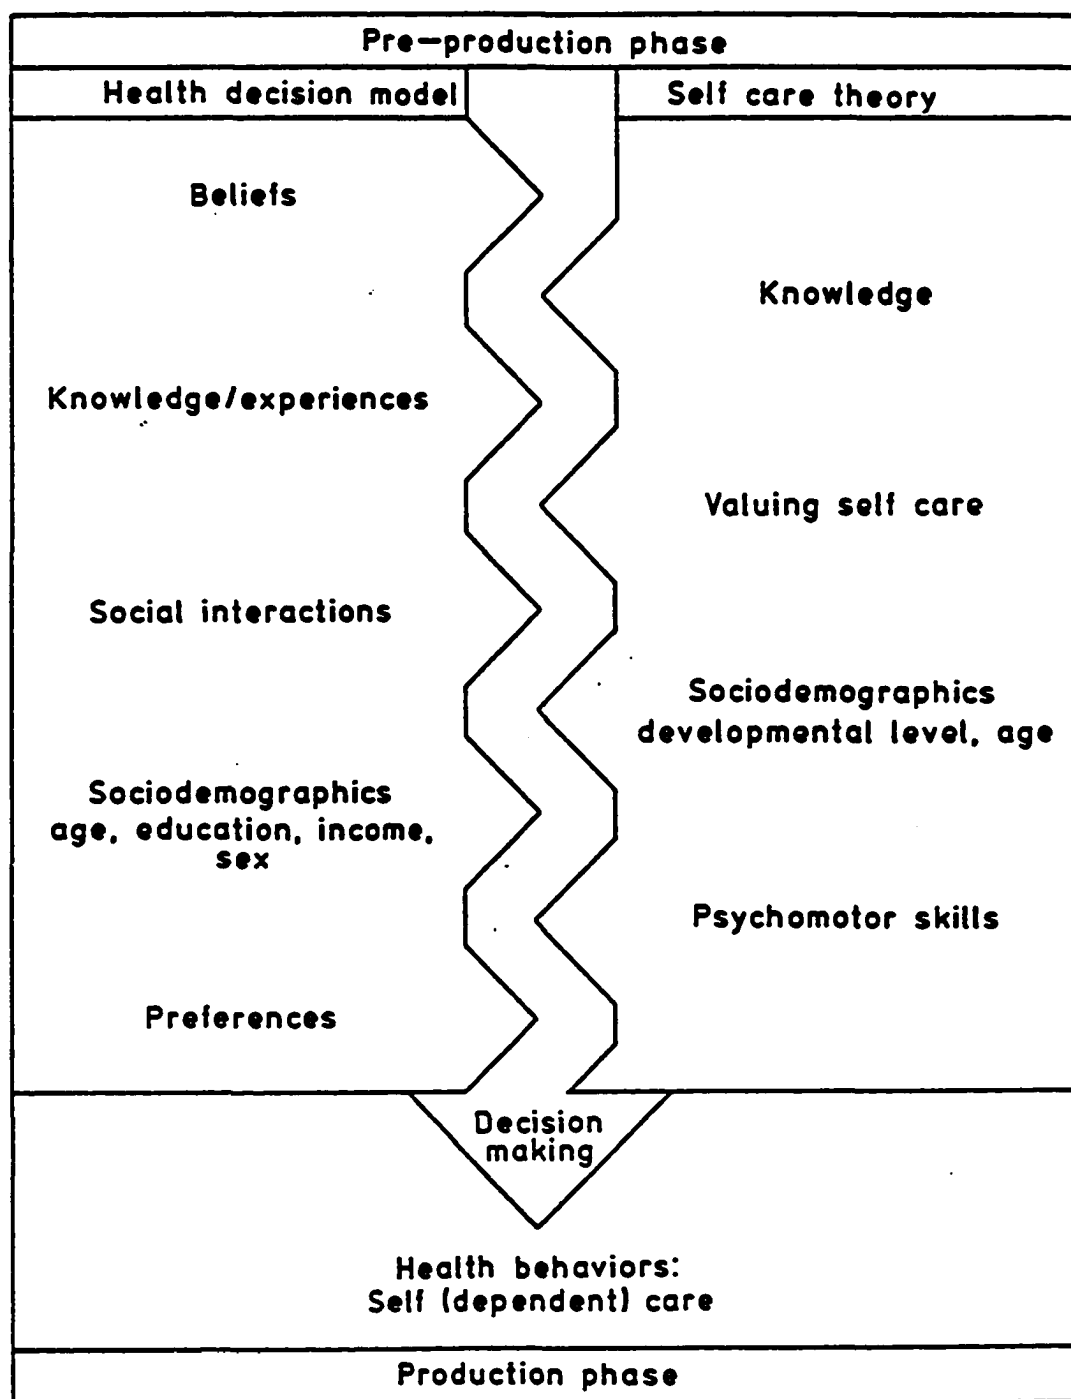 Pre-production phase
Health decision model
Self care theory
Beliefs
Knowledge/experiences
Social interactions
Sociodemographics
age, education, income,
sex
Preferences
Knowledge
Valuing self care
Sociodemographics
developmental level, age
Psychomotor skills
Decision
making
Health behaviors:
Self (dependent) care
Production phase